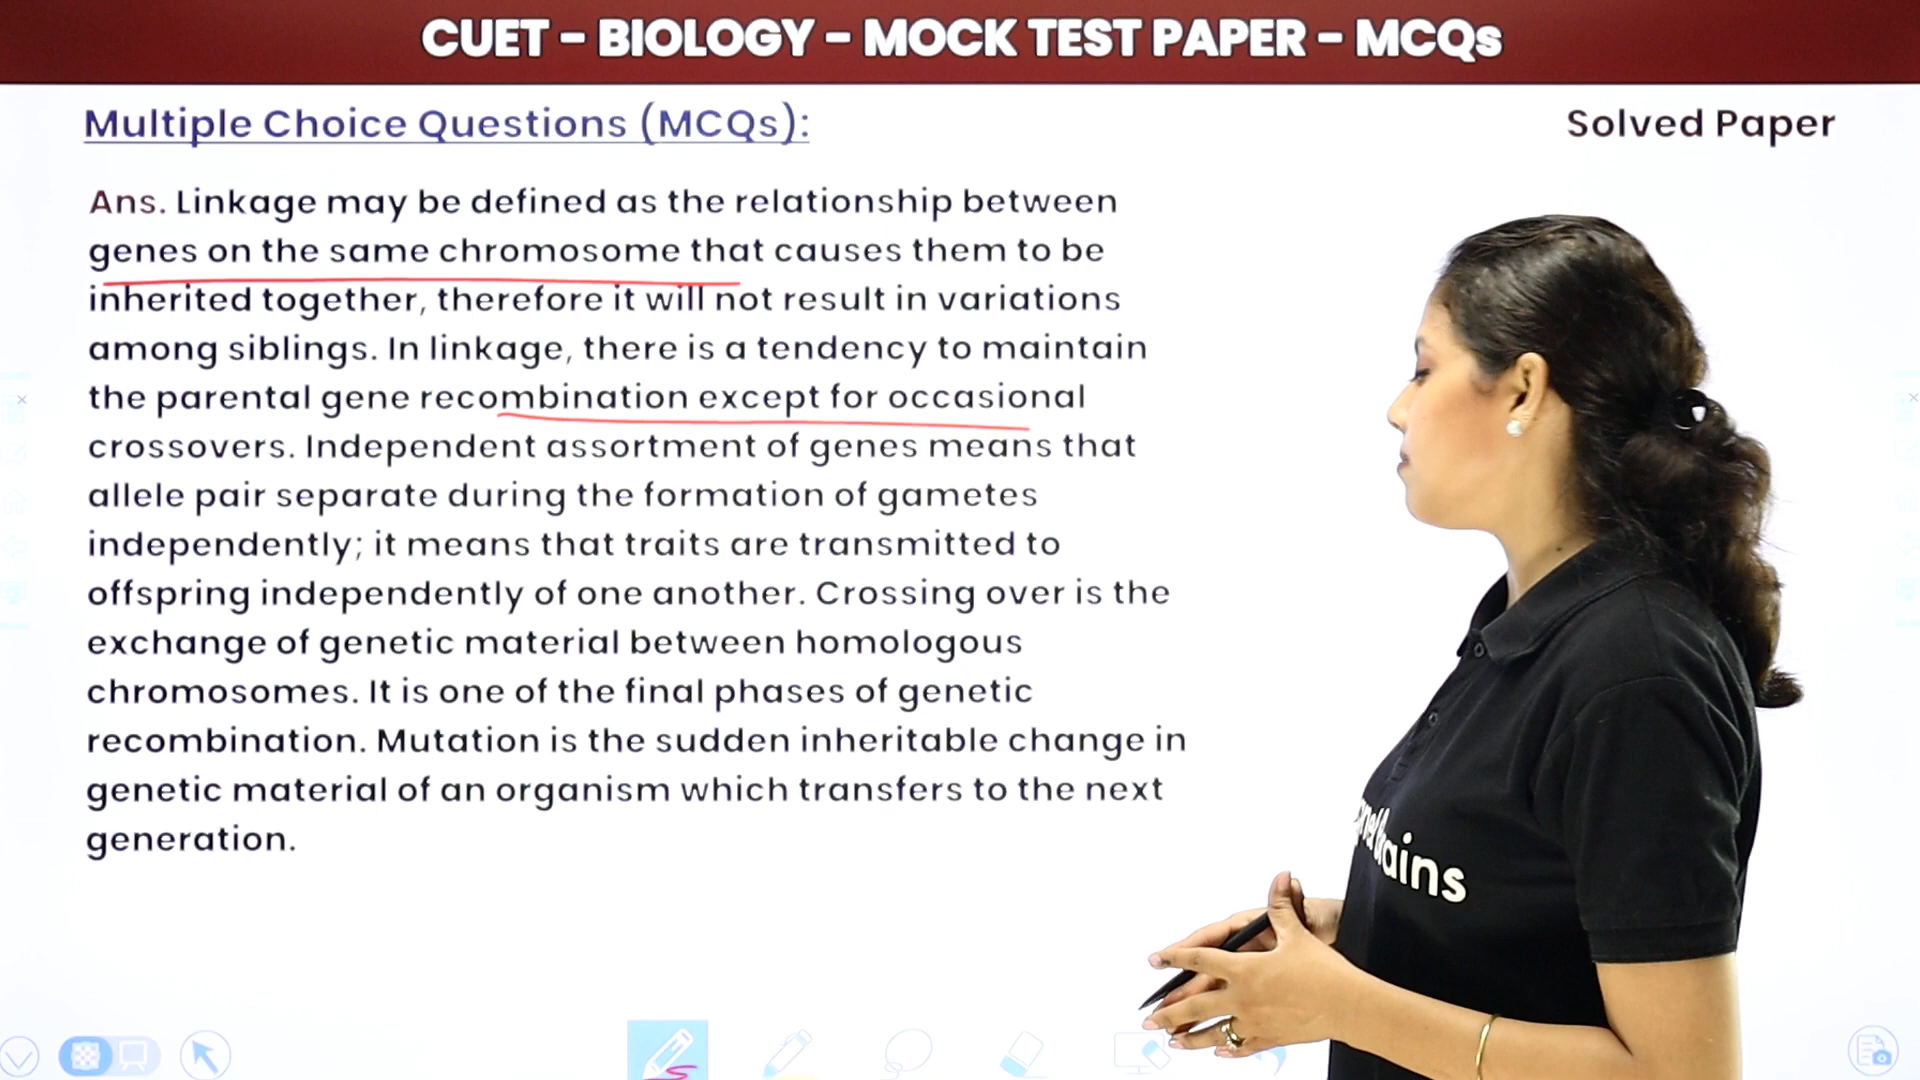 CUET - BIOLOGY - MOCK TEST PAPER - MCQs
Multiple Choice Questions (MCQs):
Solved Paper
Ans. Linkage may be defined as the relationship between
genes on the same chromosome that causes them to be
inherited together, therefore it will not result in variations
among siblings. In linkage, there is a tendency to maintain
the parental gene recombination except for occasional
crossovers. Independent assortment of genes means that
allele pair separate during the formation of gametes
independently; it means that traits are transmitted to
offspring independently of one another. Crossing over is the
exchange of genetic material between homologous
chromosomes. It is one of the final phases of genetic
recombination. Mutation is the sudden inheritable change in
genetic material of an organism which transfers to the next
generation.